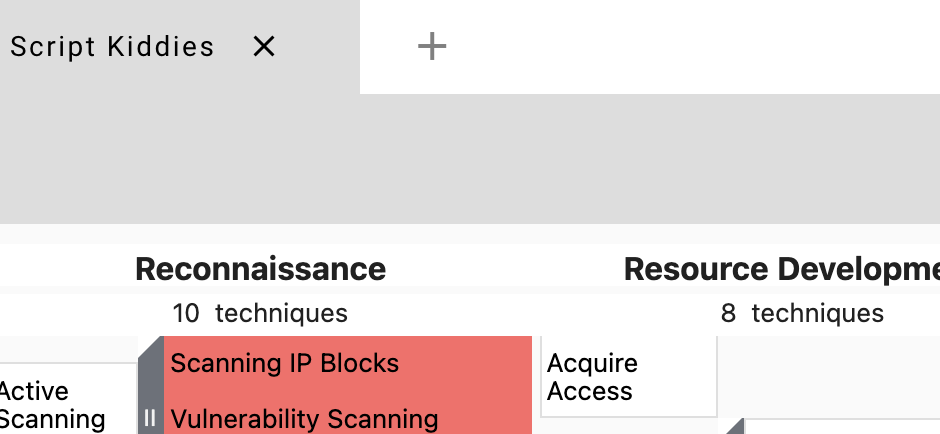 Script Kiddies
Reconnaissance
Resource Developme
10 techniques
8 techniques
Active
Scanning
Scanning IP Blocks
Vulnerability Scanning
Acquire
Access